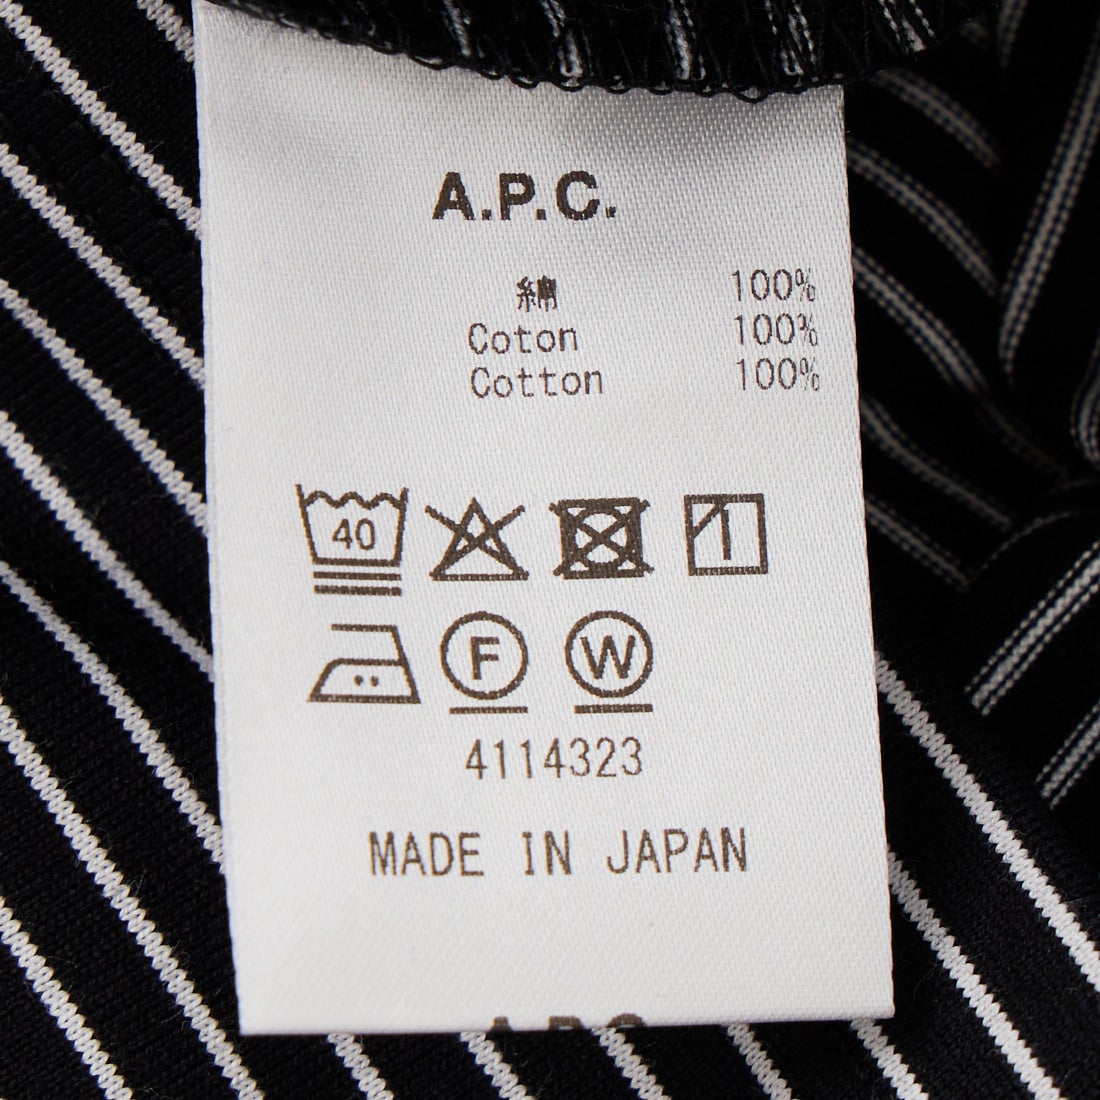 A.P.C.
綿 100%
Coton 100%
Cotton 100%
40
F W
4114323
MADE IN JAPAN